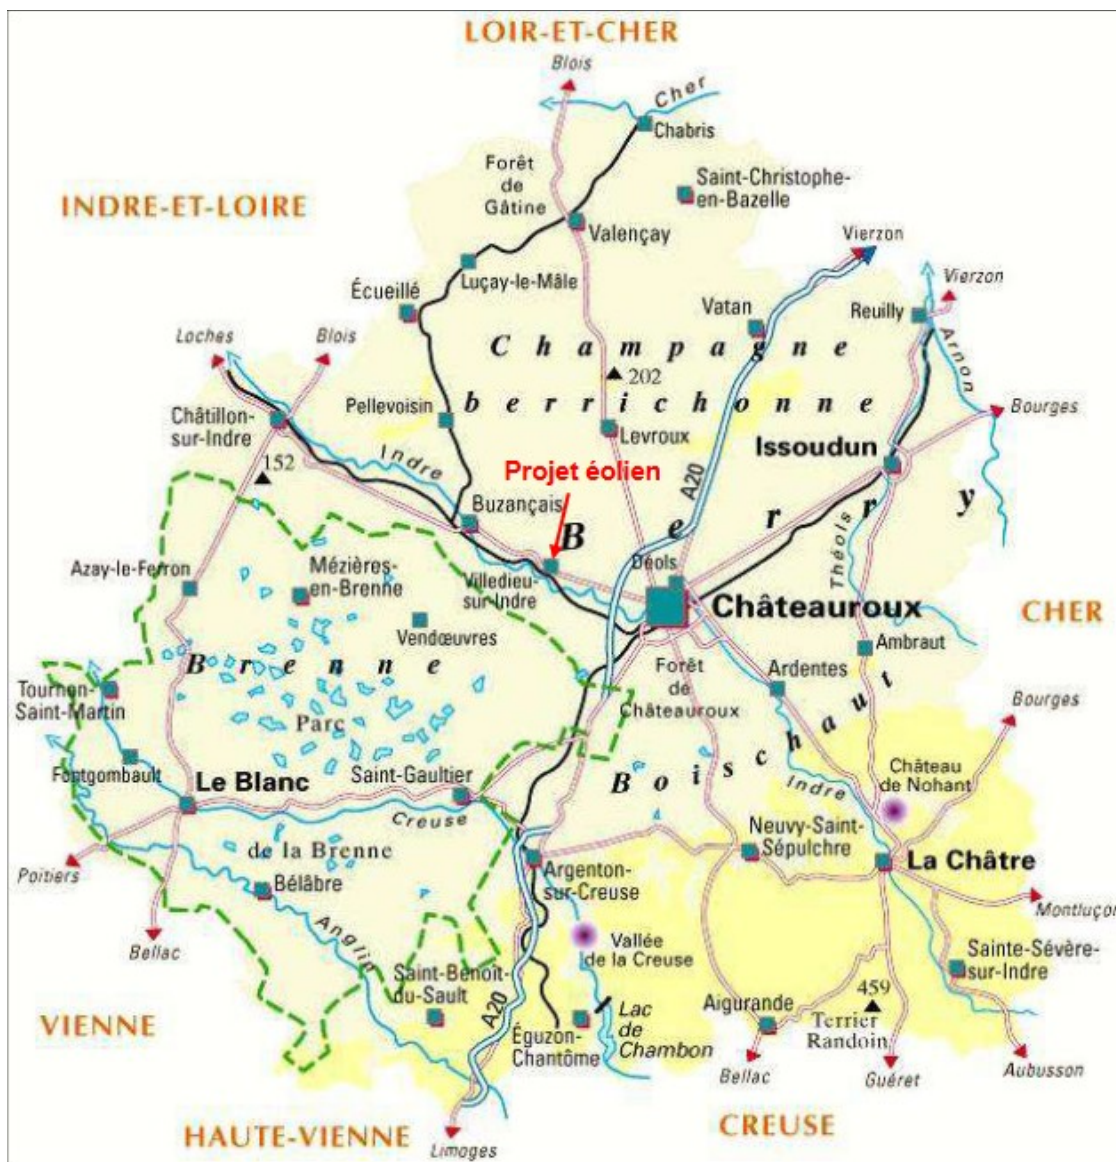 LOIR-ET-CHER
Blois
Cher
Chabris
Forêt
de
Gâtine
Saint-Christophe-
en-Bazelle
INDRE-ET-LOIRE
Valençay
Vierzon
Luçay-le-Mâle
Écueillé
Vatan
Reuilly
Vierzon
Loches
Blois
Champagne
Arnon
202
Pellevoisin
berrichonne
Bourges
Châtillon-
sur-Indre
Levroux
Issoudun
Indre
152
Projet éolien
A20
Buzançais
Berry
Théols
Azay-le-Ferron
Mézières-
en-Brenne
Villedieu-
sur-Indre
Déols
Châteauroux
CHER
Vendœuvres
Brenne
Ambraut
Tournon-
Saint-Martin
Parc
Forêt
de
Châteauroux
Ardentes
Bourges
Fontgombault
Le Blanc
Saint-Gaultier
Boischaut
Indre
Château
de Nohant
Creuse
de la Brenne
Neuvy-Saint-
Sépulchre
La Châtre
Poitiers
Bélâbre
Argenton-
sur-Creuse
Montluçon
Bellac
Anglin
Vallée
de la Creuse
Sainte-Sévère-
sur-Indre
Saint-Benoît-
du-Sault
A20
459
Aigurande
Terrier
Randoin
VIENNE
Éguzon-
Chantôme
Lac
de
Chambon
Bellac
Guéret
Aubusson
HAUTE-VIENNE
Limoges
CREUSE